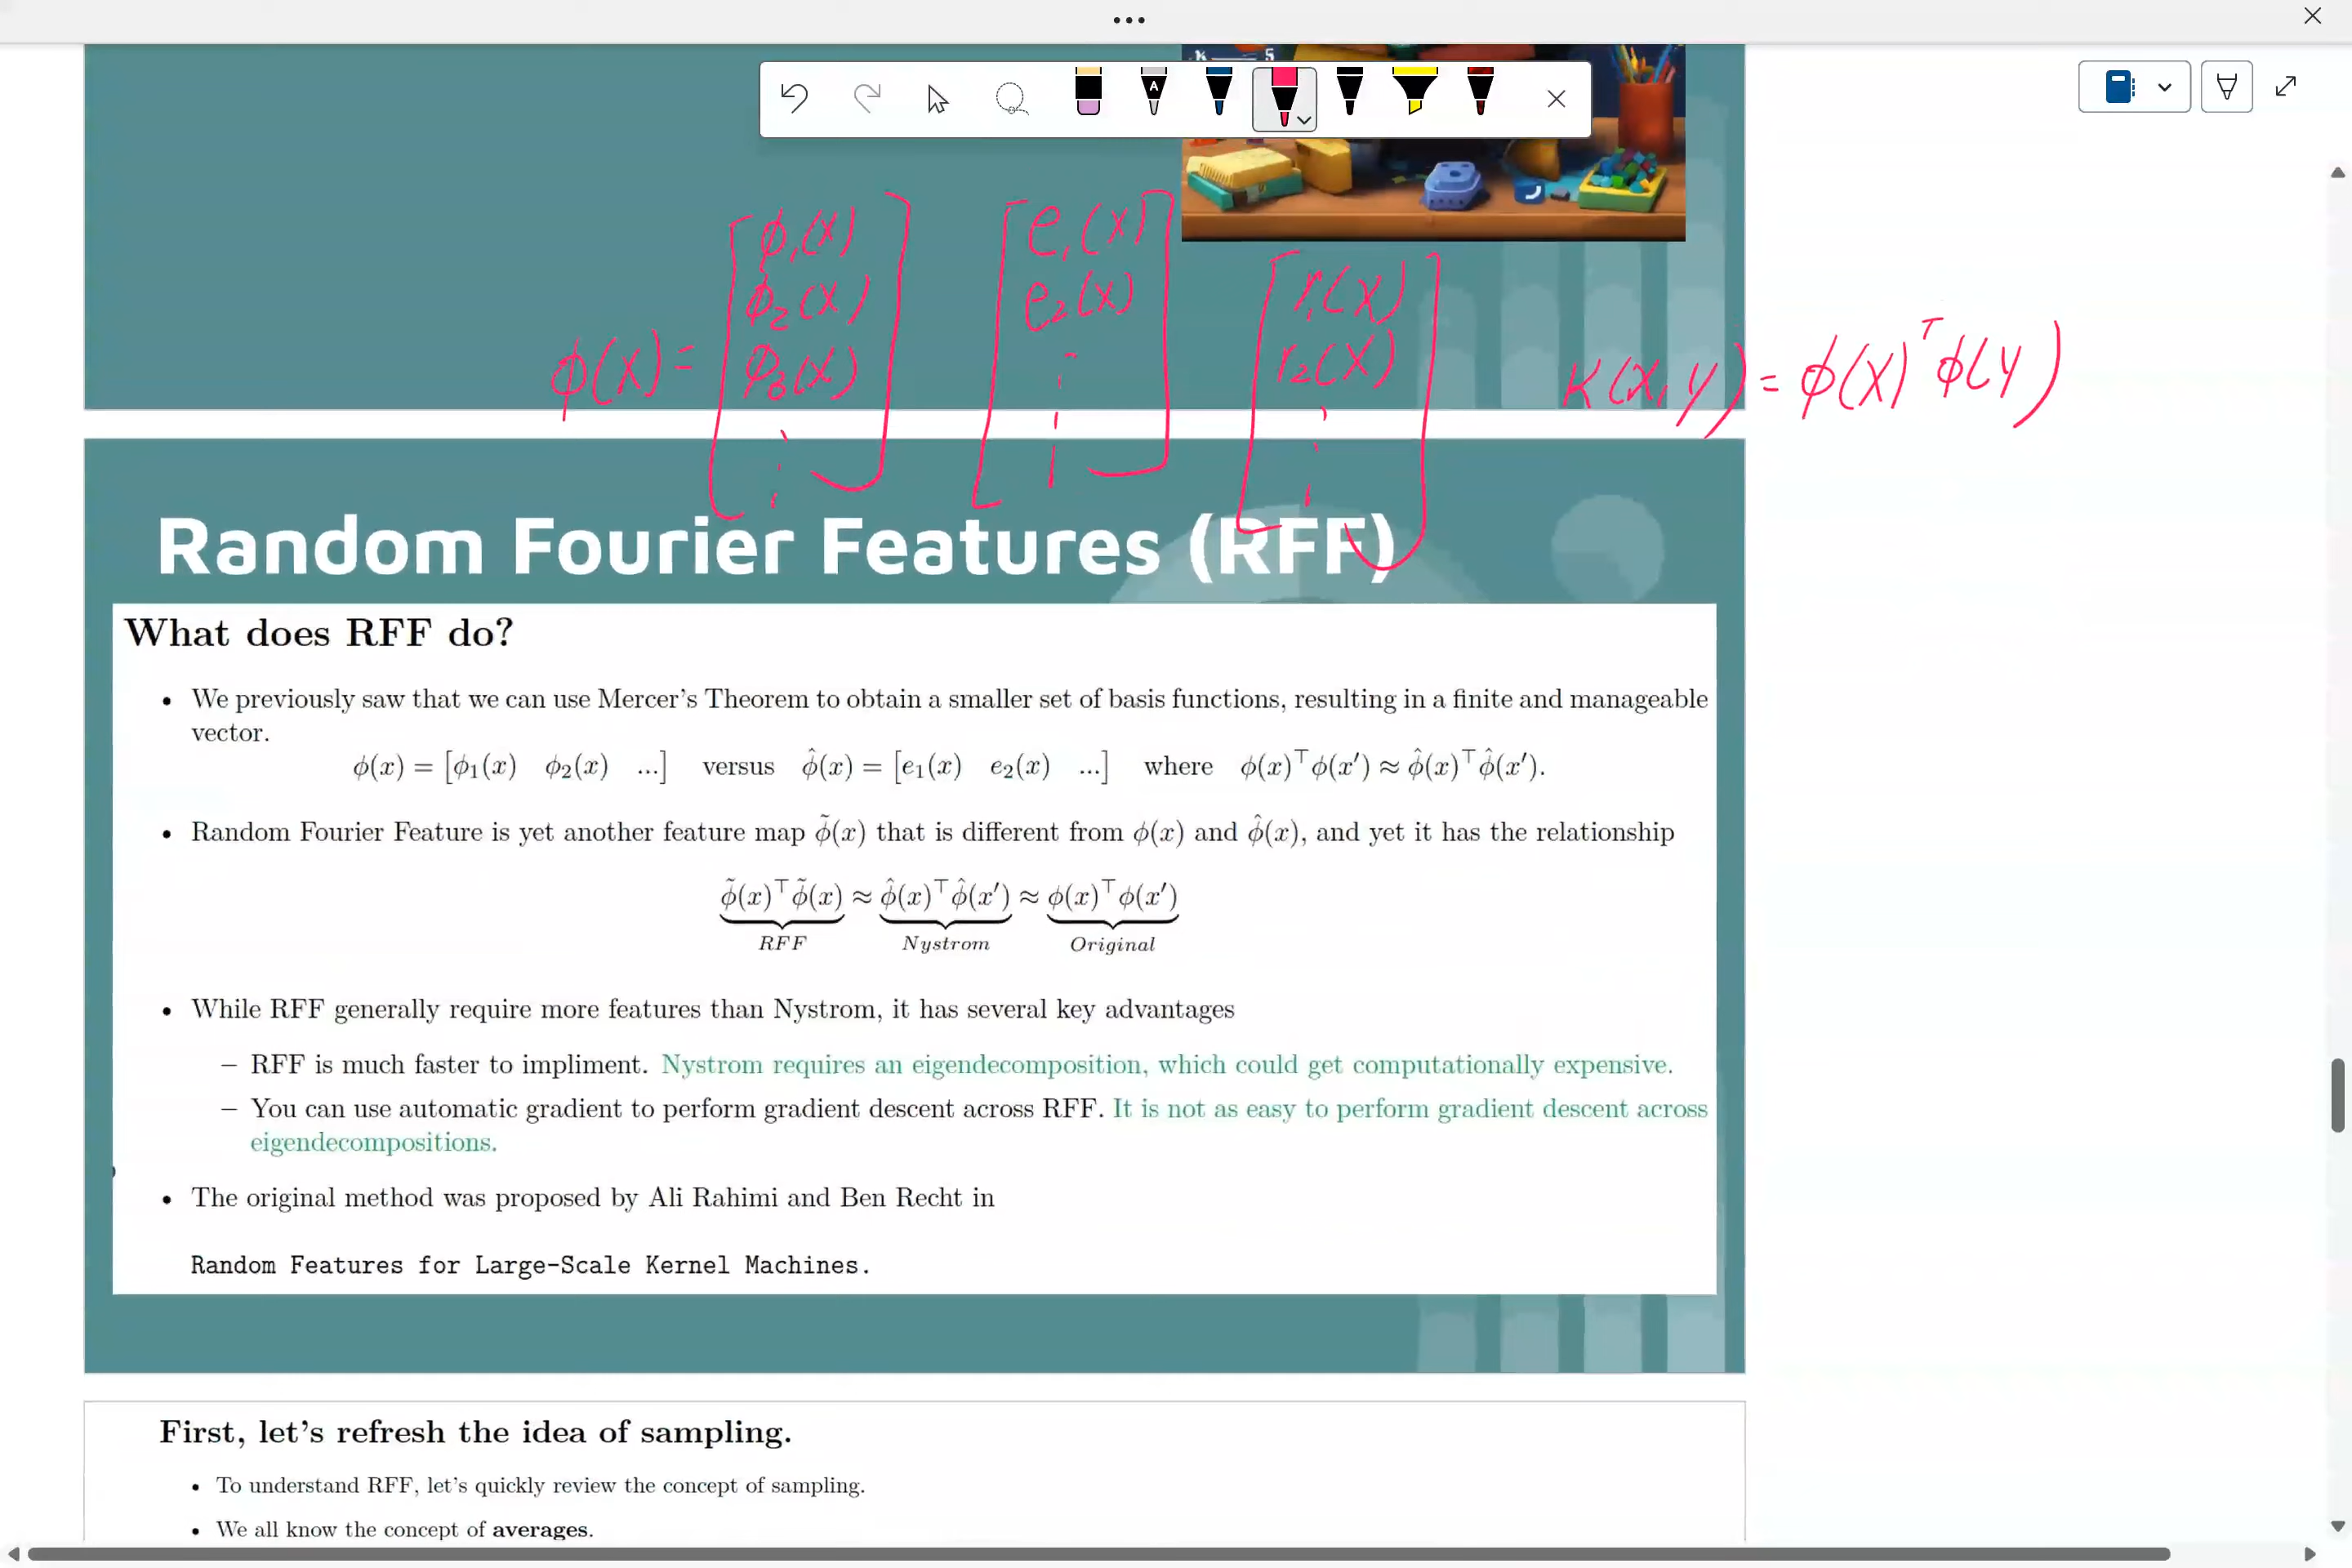 K 5
A
ϕ(x) = [ϕ₁(x) ϕ₂(x) ϕ₃(x) ⋮] [e₁(x) e₂(x) ⋮] [r₁(x) r₂(x) ⋮] K(x, y) = ϕ(x)ᵀ ϕ(y)
Random Fourier Features (RFF)
What does RFF do?
• We previously saw that we can use Mercer's Theorem to obtain a smaller set of basis functions, resulting in a finite and manageable
vector.
ϕ(x) = [ϕ₁(x) ϕ₂(x) ...] versus ϕ̂(x) = [e₁(x) e₂(x) ...] where ϕ(x)ᵀϕ(x′) ≈ ϕ̂(x)ᵀϕ̂(x′).
• Random Fourier Feature is yet another feature map ϕ̃(x) that is different from ϕ(x) and ϕ̂(x), and yet it has the relationship
ϕ̃(x)ᵀϕ̃(x) ≈ ϕ̂(x)ᵀϕ̂(x′) ≈ ϕ(x)ᵀϕ(x′)
RFF Nystrom Original
• While RFF generally require more features than Nystrom, it has several key advantages
– RFF is much faster to impliment. Nystrom requires an eigendecomposition, which could get computationally expensive.
– You can use automatic gradient to perform gradient descent across RFF. It is not as easy to perform gradient descent across
eigendecompositions.
• The original method was proposed by Ali Rahimi and Ben Recht in
Random Features for Large-Scale Kernel Machines.
First, let's refresh the idea of sampling.
• To understand RFF, let's quickly review the concept of sampling.
• We all know the concept of averages.